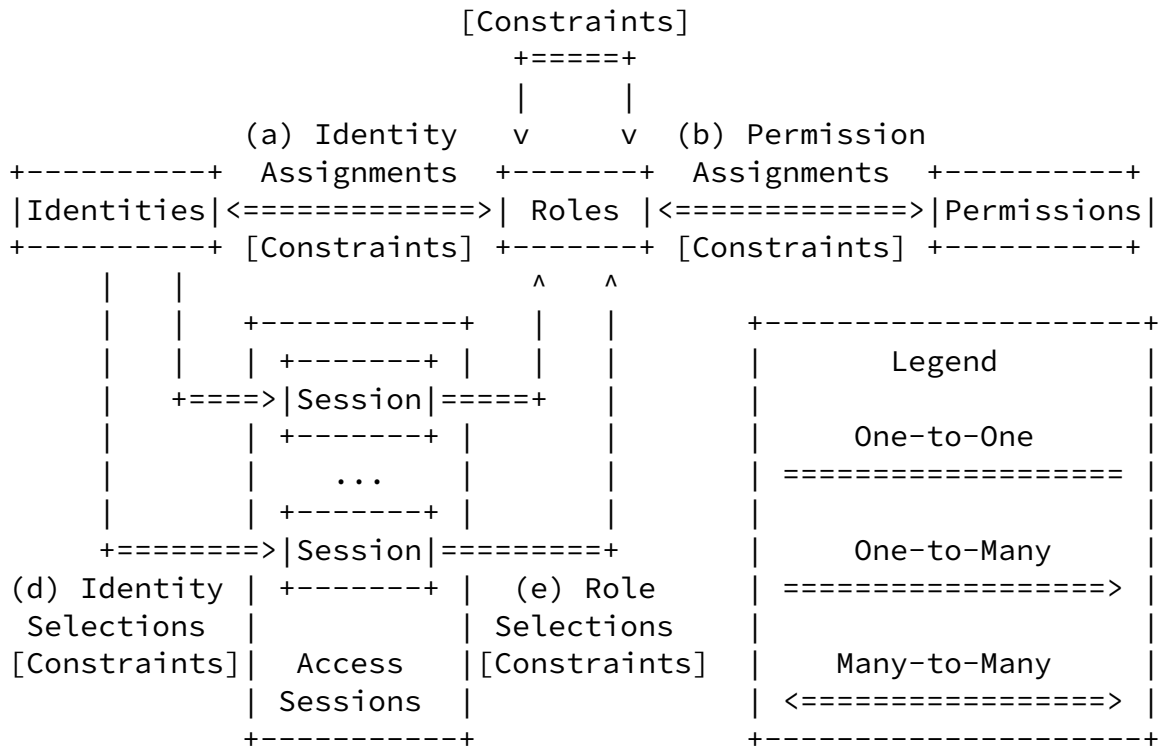 [Constraints]
+=====+
| |
(a) Identity v v (b) Permission
+----------+ Assignments +-------+ Assignments +----------+
|Identities|<=============>| Roles |<=============>|Permissions|
+----------+ [Constraints] +-------+ [Constraints] +----------+
| | ^ ^
| | +-----------+ | | +---------------------+
| | | +-------+ | | | | Legend |
| +====>|Session|=====+ | | |
| | +-------+ | | | One-to-One |
| | ... | | | =================== |
| | +-------+ | | | |
+========>|Session|=========+ | One-to-Many |
(d) Identity | +-------+ | (e) Role | ==================> |
Selections | | Selections | |
[Constraints]| Access |[Constraints] | Many-to-Many |
| Sessions | | <==================> |
+-----------+ +---------------------+